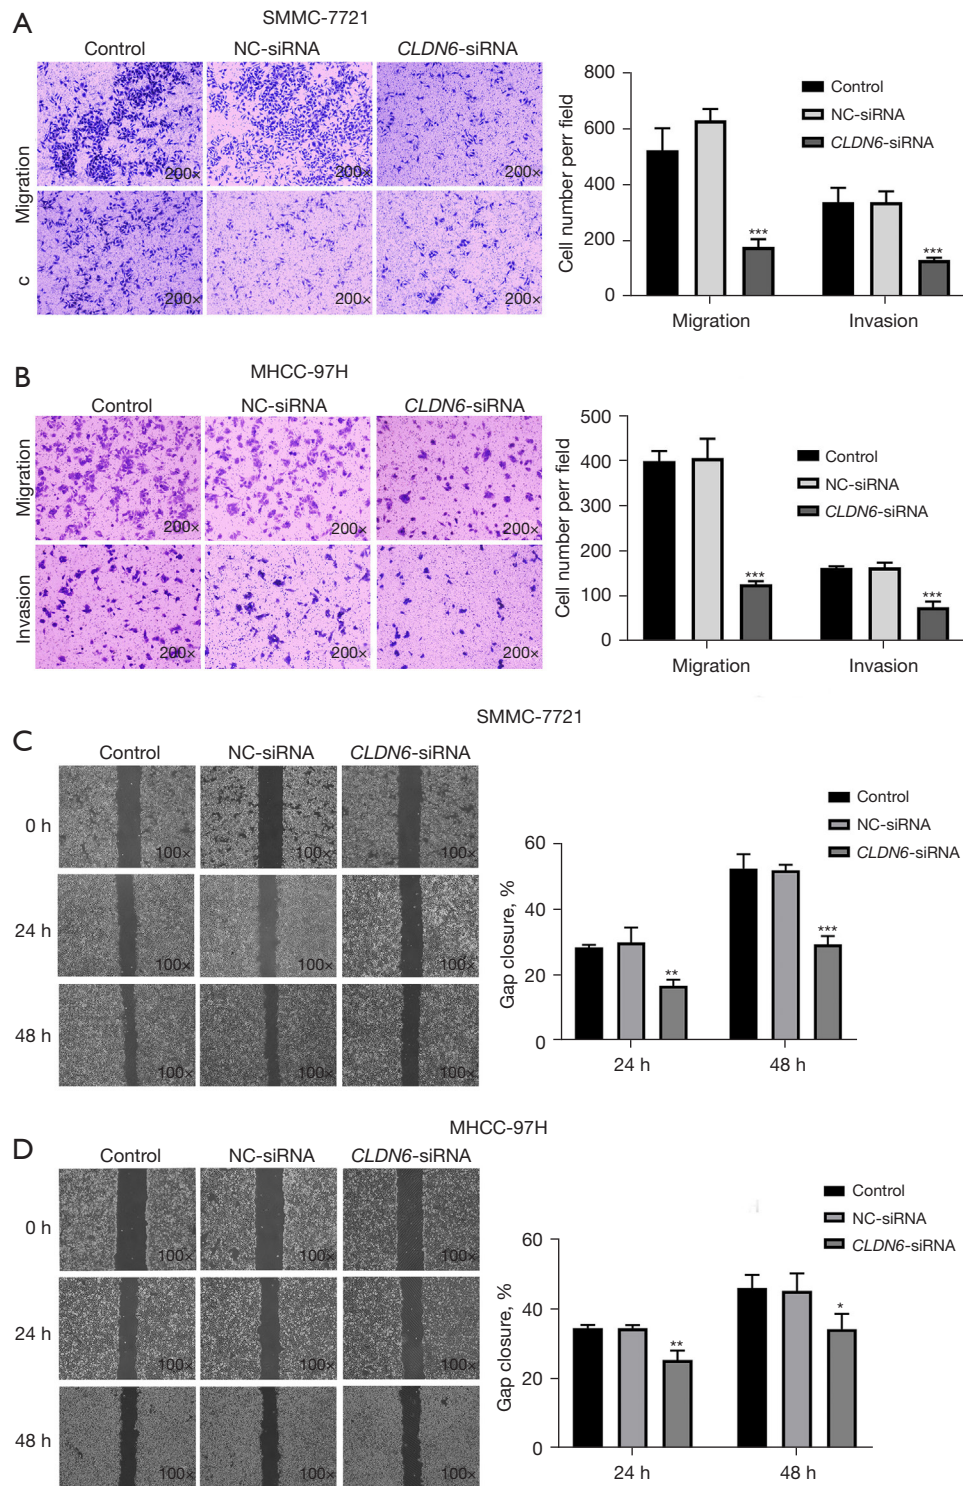 A
SMMC-7721
Control NC-siRNA CLDN6-siRNA
Migration
200× 200× 200×
c
200× 200× 200×
Cell number perr field
800
600
400
200
0
Control
NC-siRNA
CLDN6-siRNA
***
***
Migration Invasion
B
MHCC-97H
Control NC-siRNA CLDN6-siRNA
Migration
200× 200× 200×
Invasion
200× 200× 200×
Cell number perr field
500
400
300
200
100
0
Control
NC-siRNA
CLDN6-siRNA
***
***
Migration Invasion
C
SMMC-7721
Control NC-siRNA CLDN6-siRNA
0 h
100× 100× 100×
24 h
100× 100× 100×
48 h
100× 100× 100×
Gap closure, %
60
40
20
0
Control
NC-siRNA
CLDN6-siRNA
**
***
24 h 48 h
D
MHCC-97H
Control NC-siRNA CLDN6-siRNA
0 h
100× 100× 100×
24 h
100× 100× 100×
48 h
100× 100× 100×
Gap closure, %
60
40
20
0
Control
NC-siRNA
CLDN6-siRNA
**
*
24 h 48 h